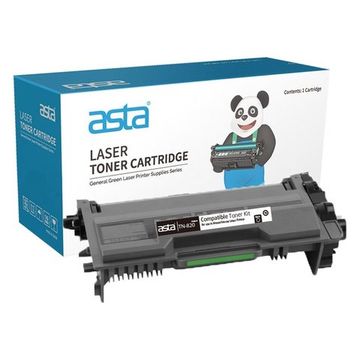 asta
Contents: 1 Cartridge
LASER
TONER CARTRIDGE
General Green Laser Printer Supplies Series
asta
TN-820
Compatible Toner Kit